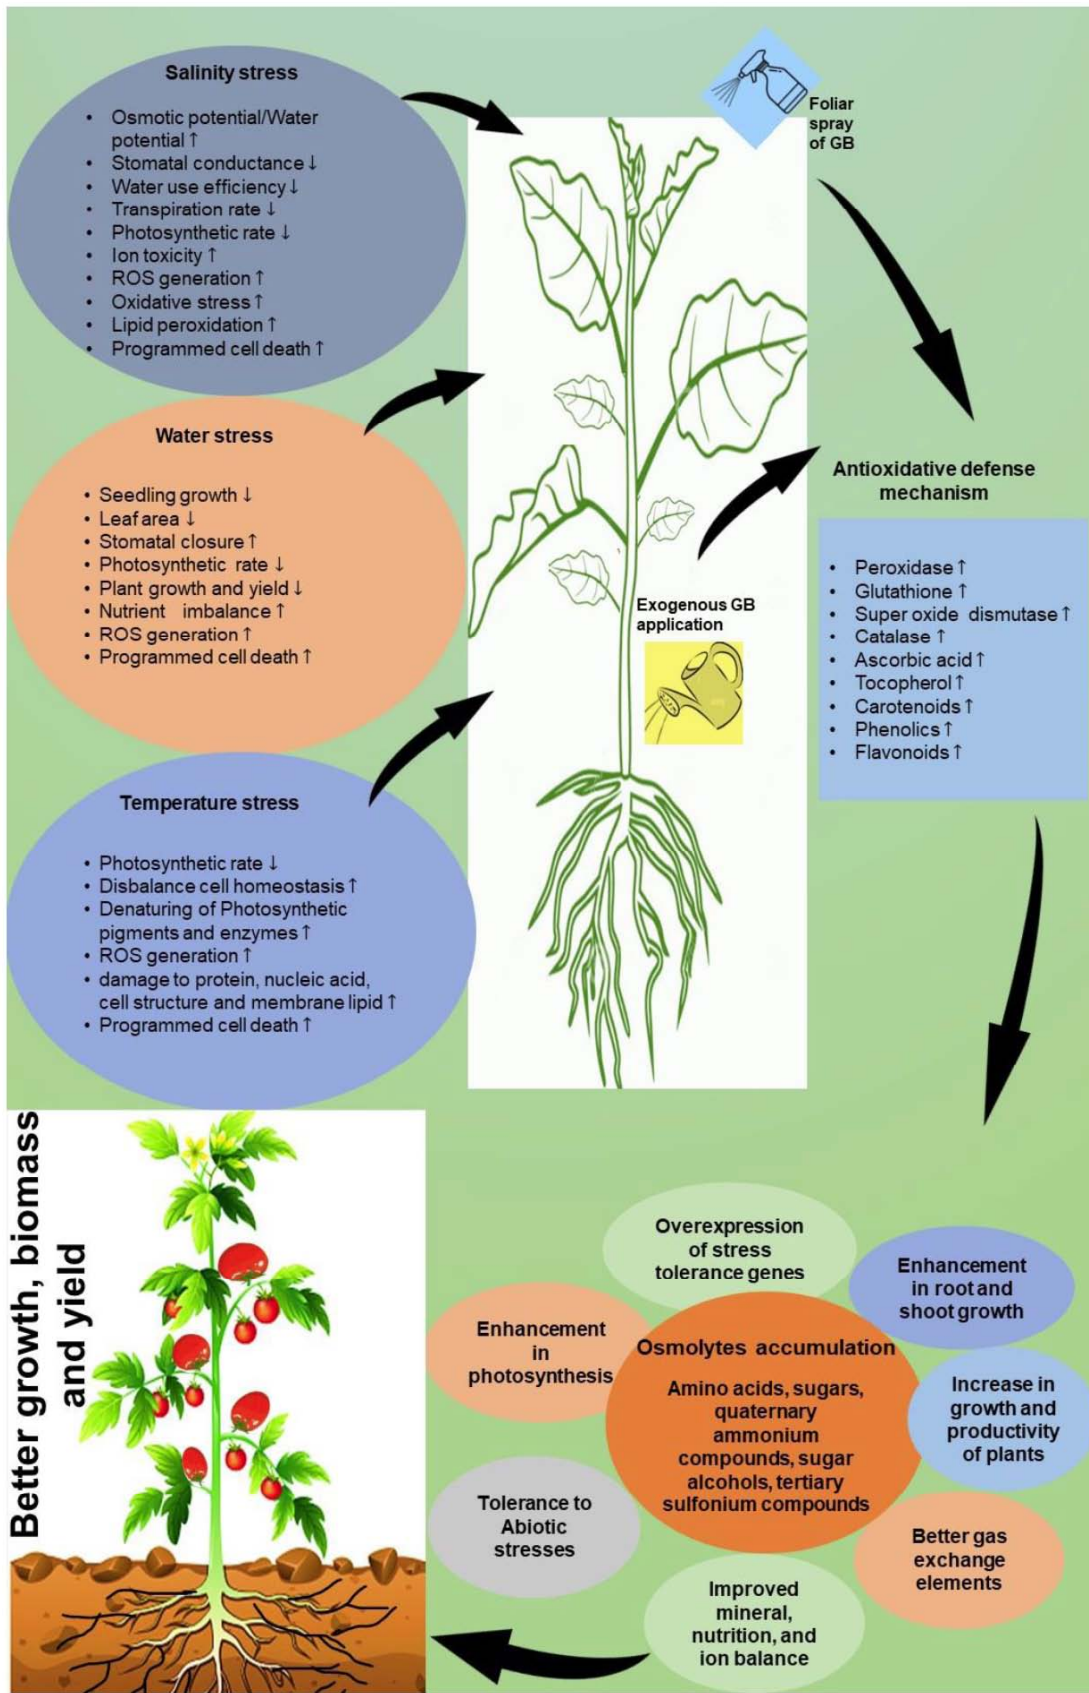 Salinity stress
• Osmotic potential/Water
potential ↑
• Stomatal conductance ↓
• Water use efficiency ↓
• Transpiration rate ↓
• Photosynthetic rate ↓
• Ion toxicity ↑
• ROS generation ↑
• Oxidative stress ↑
• Lipid peroxidation ↑
• Programmed cell death ↑
Foliar
spray
of GB
Water stress
• Seedling growth ↓
• Leaf area ↓
• Stomatal closure ↑
• Photosynthetic rate ↓
• Plant growth and yield ↓
• Nutrient imbalance ↑
• ROS generation ↑
• Programmed cell death ↑
Exogenous GB
application
Antioxidative defense
mechanism
• Peroxidase ↑
• Glutathione ↑
• Super oxide dismutase ↑
• Catalase ↑
• Ascorbic acid ↑
• Tocopherol ↑
• Carotenoids ↑
• Phenolics ↑
• Flavonoids ↑
Temperature stress
• Photosynthetic rate ↓
• Disbalance cell homeostasis ↑
• Denaturing of Photosynthetic
pigments and enzymes ↑
• ROS generation ↑
• damage to protein, nucleic acid,
cell structure and membrane lipid ↑
• Programmed cell death ↑
Better growth, biomass
and yield
Overexpression
of stress
tolerance genes
Enhancement
in root and
shoot growth
Enhancement
in
photosynthesis
Osmolytes accumulation
Amino acids, sugars,
quaternary
ammonium
compounds, sugar
alcohols, tertiary
sulfonium compounds
Increase in
growth and
productivity
of plants
Tolerance to
Abiotic
stresses
Better gas
exchange
elements
Improved
mineral,
nutrition, and
ion balance